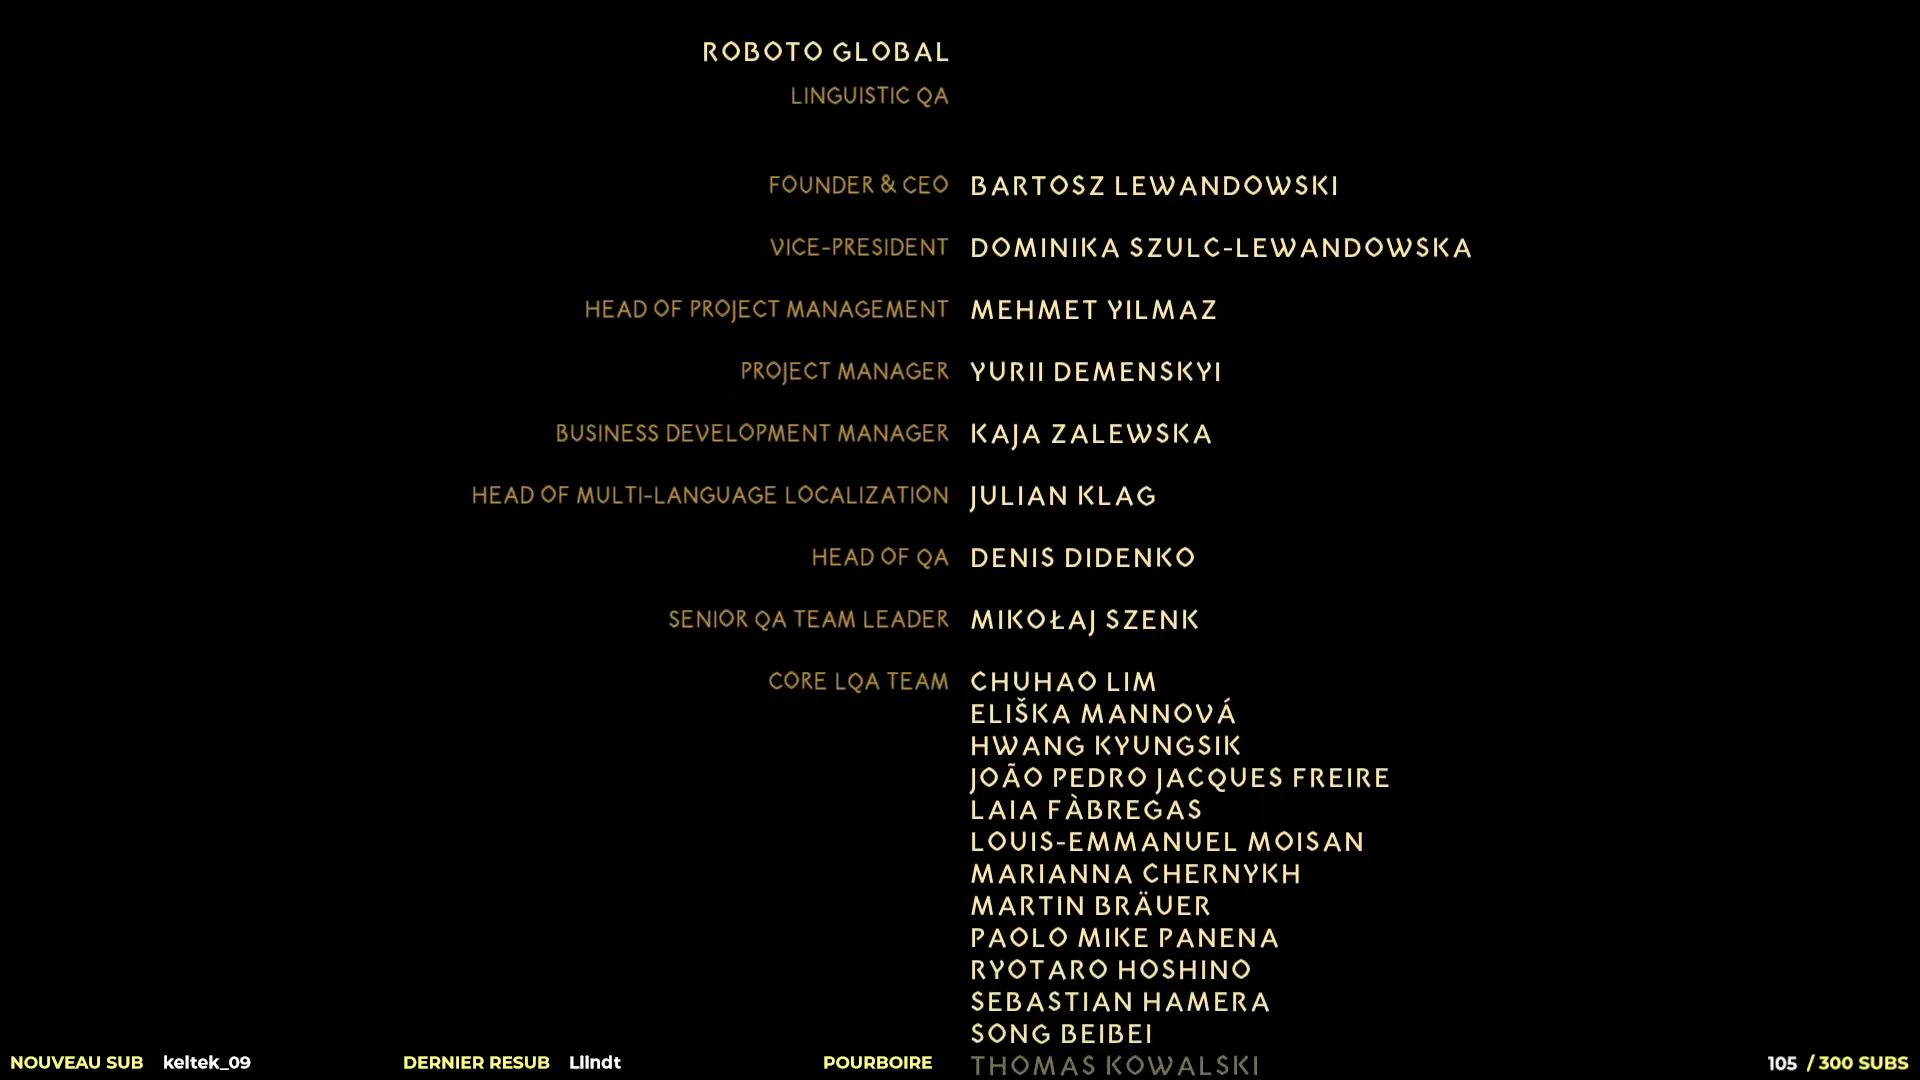 ROBOTO GLOBAL
LINGUISTIC QA
FOUNDER & CEO BARTOSZ LEWANDOWSKI
VICE-PRESIDENT DOMINIKA SZULC-LEWANDOWSKA
HEAD OF PROJECT MANAGEMENT MEHMET YILMAZ
PROJECT MANAGER YURII DEMENSKYI
BUSINESS DEVELOPMENT MANAGER KAJA ZALEWSKA
HEAD OF MULTI-LANGUAGE LOCALIZATION JULIAN KLAG
HEAD OF QA DENIS DIDENKO
SENIOR QA TEAM LEADER MIKOŁAJ SZENK
CORE LQA TEAM CHUHAO LIM
ELIŠKA MANNOVÁ
HWANG KYUNGSIK
JOÃO PEDRO JACQUES FREIRE
LAIA FÀBREGAS
LOUIS-EMMANUEL MOISAN
MARIANNA CHERNYKH
MARTIN BRÄUER
PAOLO MIKE PANENA
RYOTARO HOSHINO
SEBASTIAN HAMERA
SONG BEIBEI
THOMAS KOWALSKI
NOUVEAU SUB keltek_09 DERNIER RESUB Liindt POURBOIRE 105 / 300 SUBS